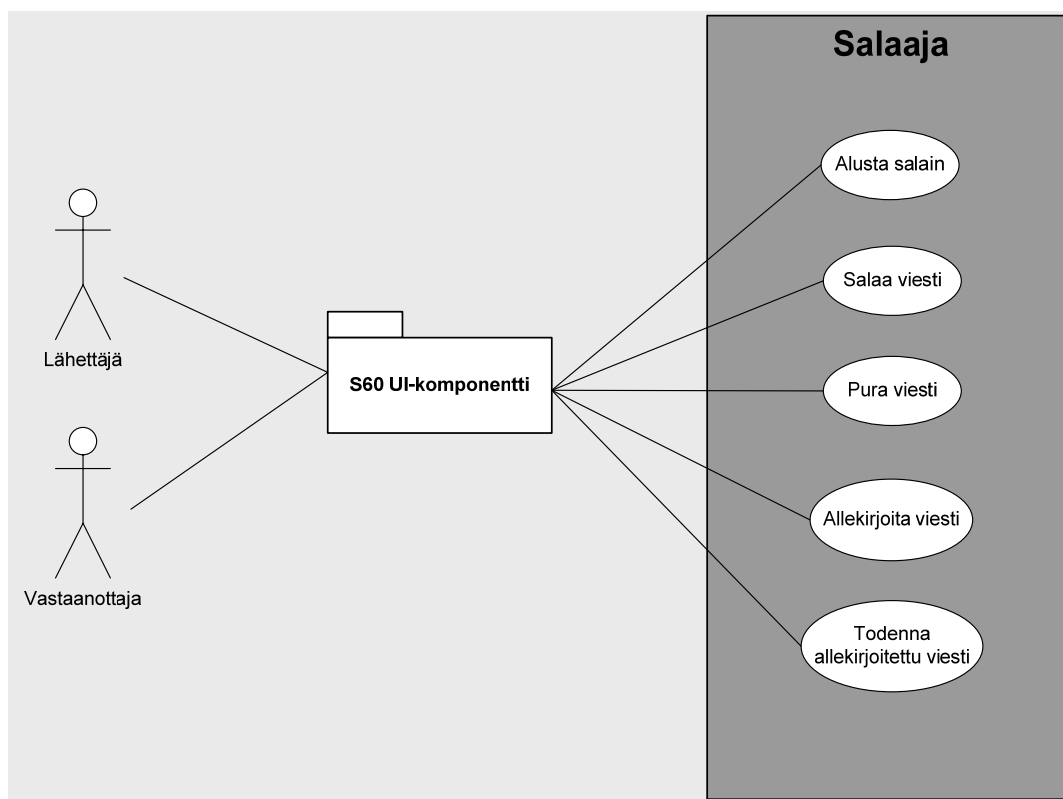 Salaaja
Alusta salain
Salaa viesti
Lähettäjä
S60 UI-komponentti
Pura viesti
Allekirjoita viesti
Vastaanottaja
Todenna
allekirjoitettu viesti